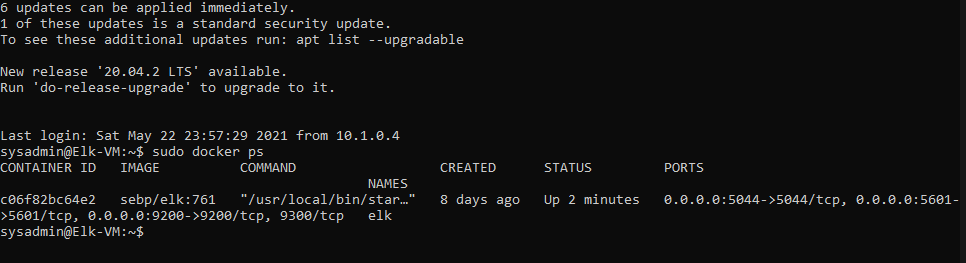 6 updates can be applied immediately.
1 of these updates is a standard security update.
To see these additional updates run: apt list --upgradable
New release '20.04.2 LTS' available.
Run 'do-release-upgrade' to upgrade to it.
Last login: Sat May 22 23:57:29 2021 from 10.1.0.4
sysadmin@Elk-VM:~$ sudo docker ps
CONTAINER ID   IMAGE          COMMAND                  CREATED      STATUS         PORTS
NAMES
c06f82bc64e2   sebp/elk:761   "/usr/local/bin/star…"   8 days ago   Up 2 minutes   0.0.0.0:5044->5044/tcp, 0.0.0.0:5601-
>5601/tcp, 0.0.0.0:9200->9200/tcp, 9300/tcp   elk
sysadmin@Elk-VM:~$